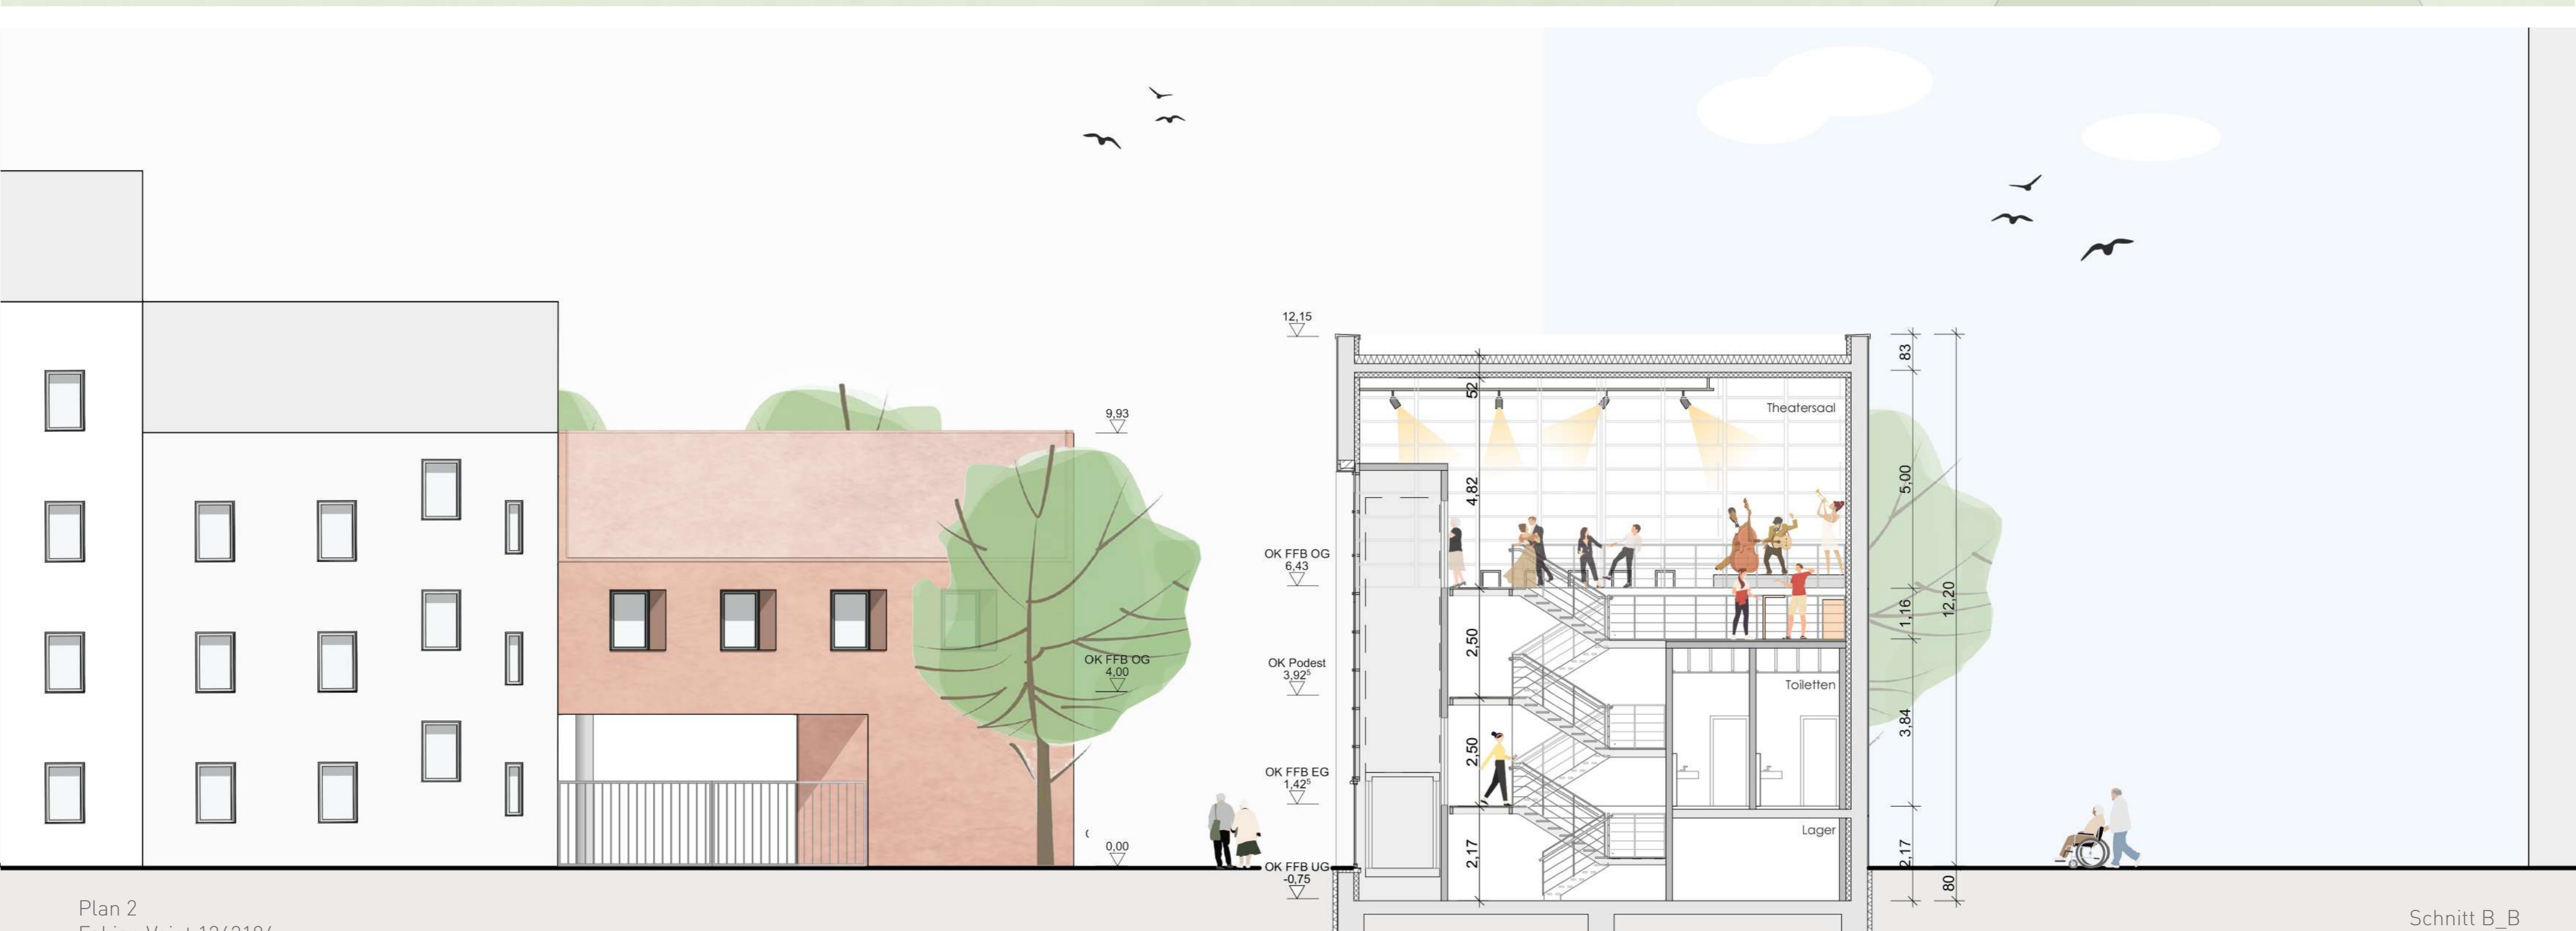 12,15
83
52
Theatersaal
9,93
5,00
4,82
OK FFB OG
6,43
1,16
12,20
2,50
OK FFB OG
4,00
OK Podest
3,92⁵
Toiletten
3,84
2,50
OK FFB EG
1,42⁵
Lager
0,00
2,17
2,17
OK FFB UG
-0,75
80
Plan 2
Schnitt B_B